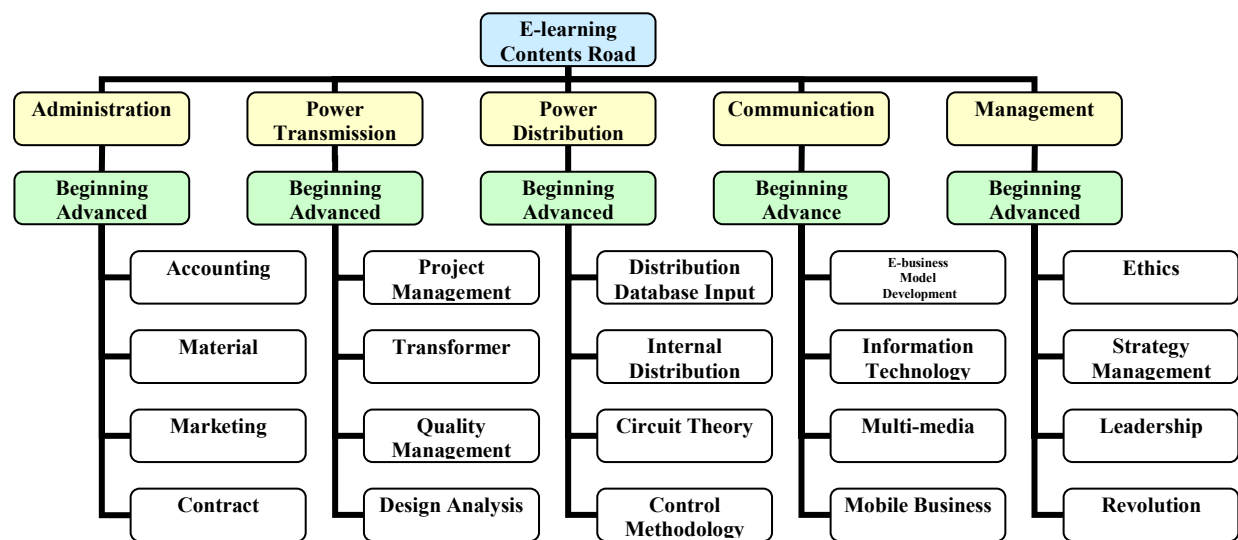 E-learning
Contents Road
Administration
Power
Transmission
Power
Distribution
Communication
Management
Beginning
Advanced
Beginning
Advanced
Beginning
Advanced
Beginning
Advance
Beginning
Advanced
Accounting
Material
Marketing
Contract
Project
Management
Transformer
Quality
Management
Design Analysis
Distribution
Database Input
Internal
Distribution
Circuit Theory
Control
Methodology
E-business
Model
Development
Information
Technology
Multi-media
Mobile Business
Ethics
Strategy
Management
Leadership
Revolution